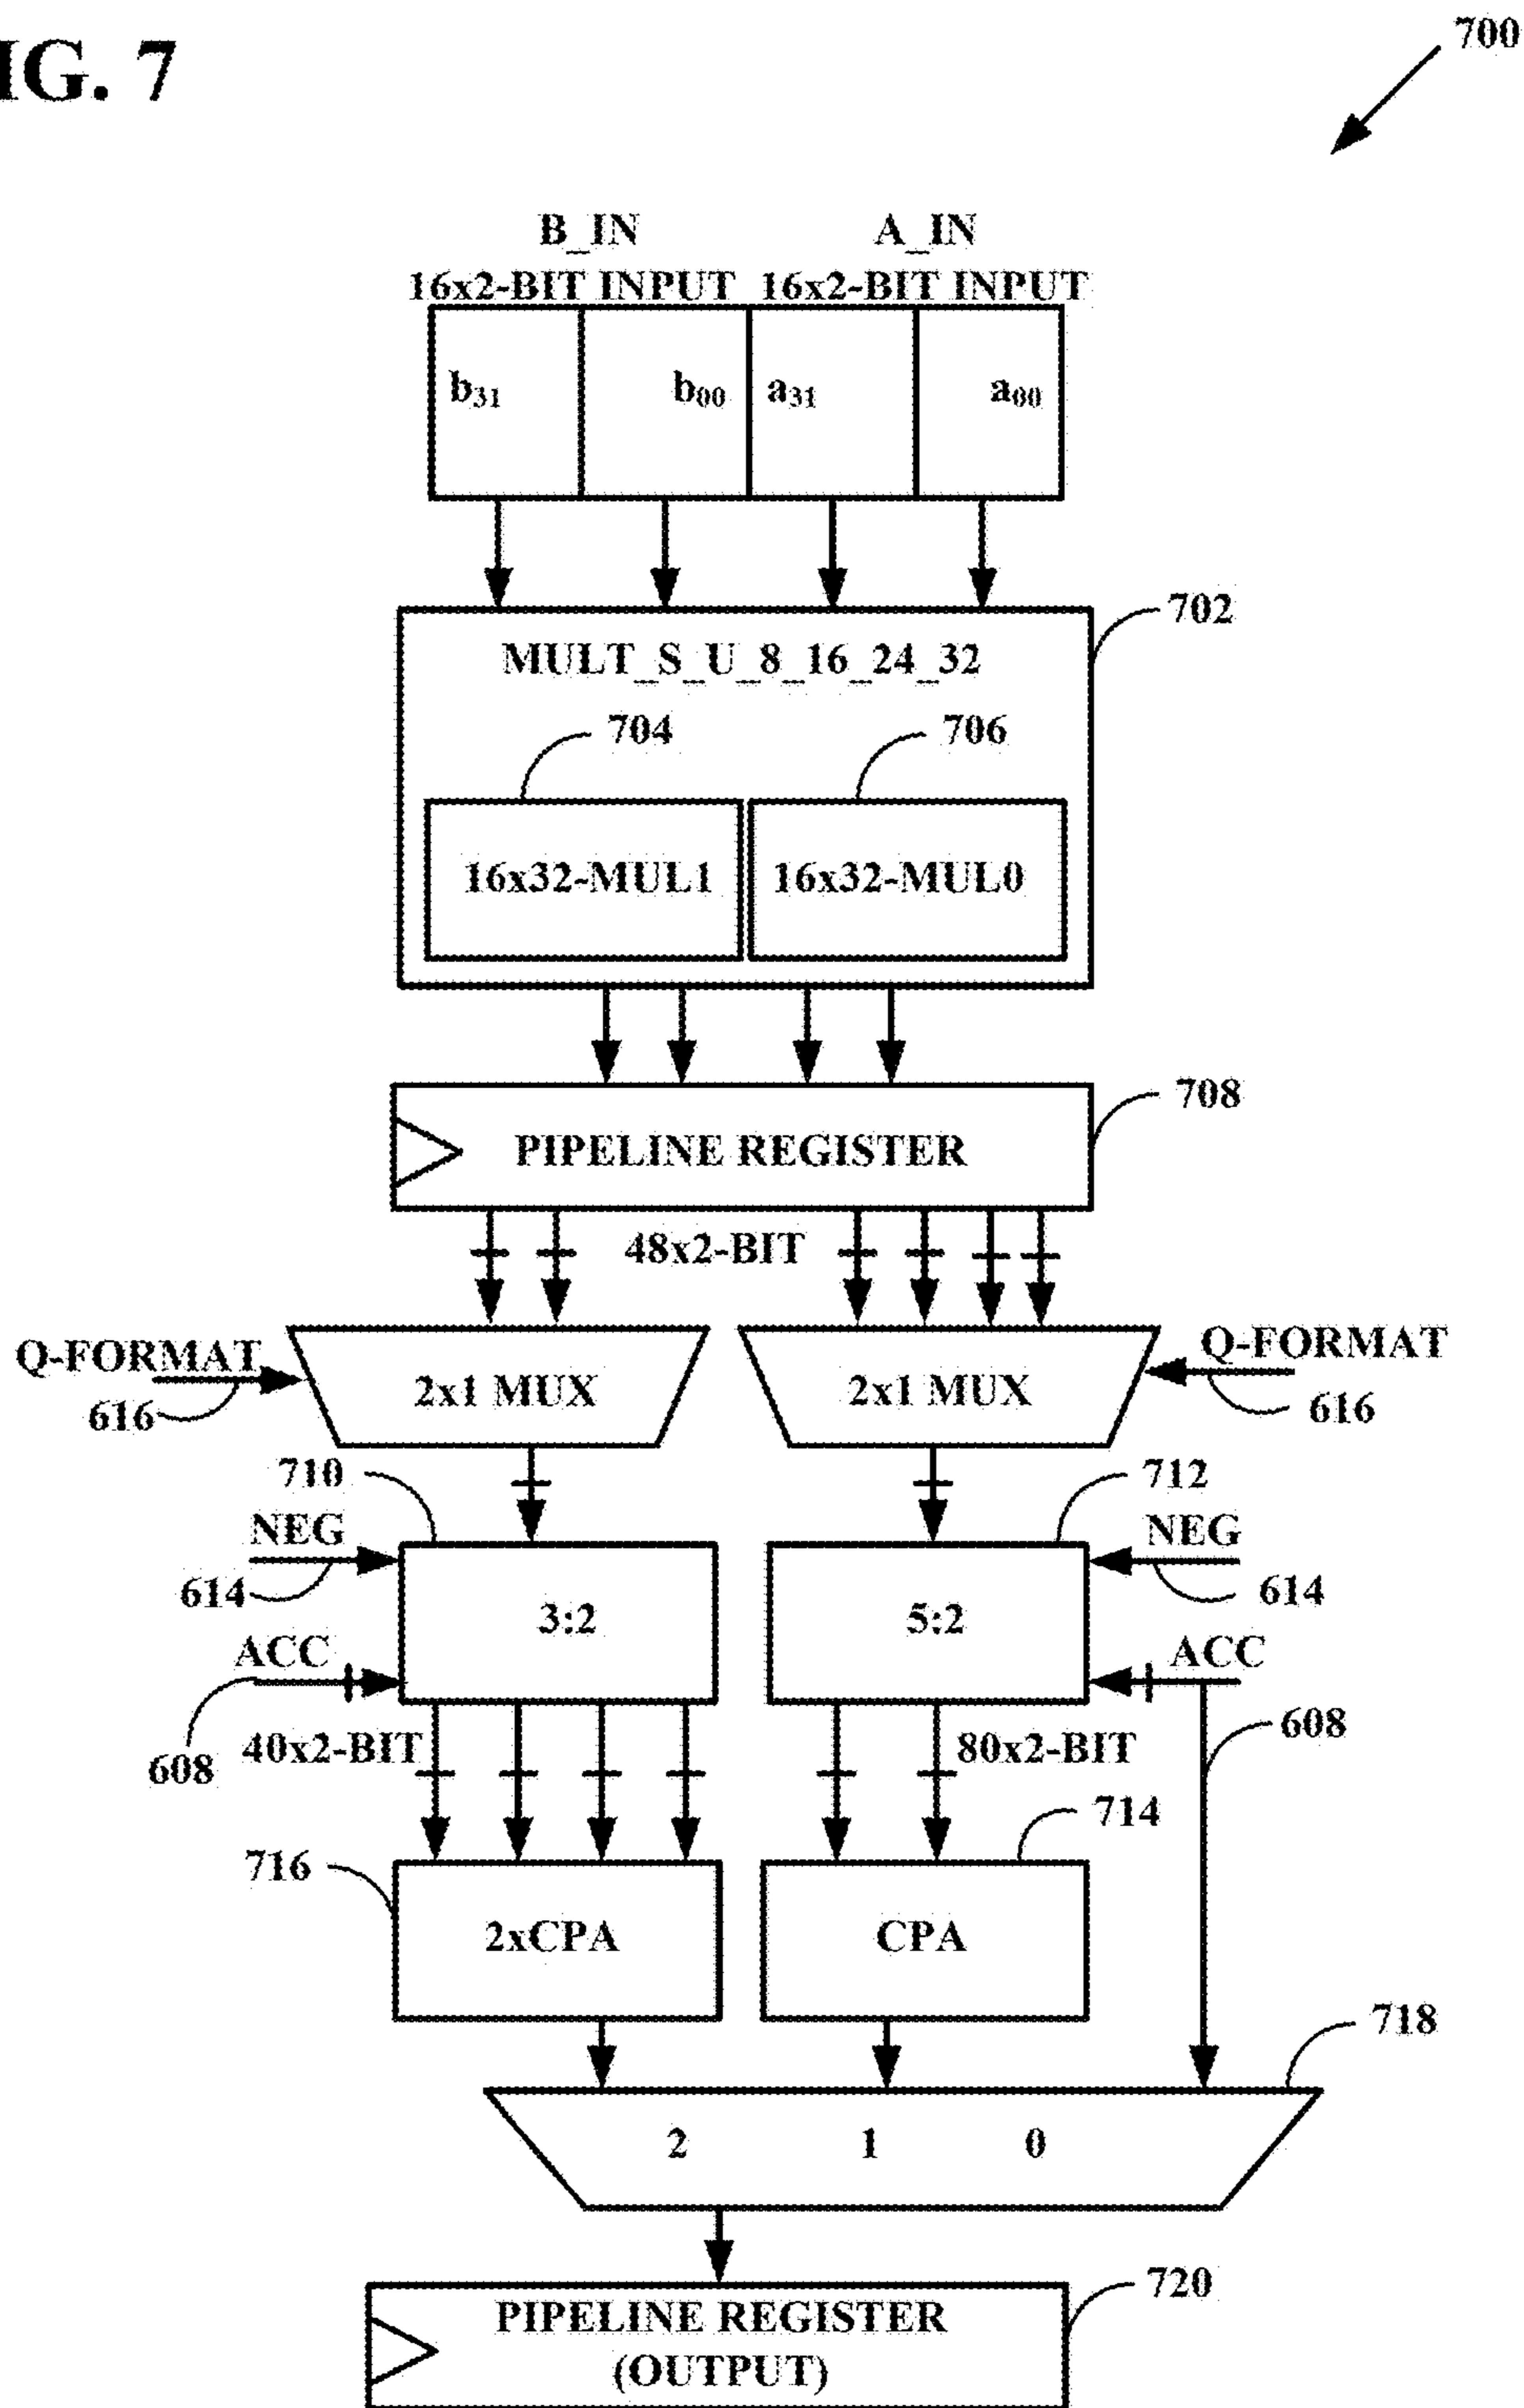 IG. 7
700
B_IN A_IN
16x2-BIT INPUT 16x2-BIT INPUT
b31 b00 a31 a00
702
MULT_S_U_8_16_24_32
704 706
16x32-MUL1 16x32-MUL0
708
PIPELINE REGISTER
48x2-BIT
Q-FORMAT 2x1 MUX 2x1 MUX Q-FORMAT
616 616
710 712
NEG NEG
614 3:2 5:2 614
ACC ACC
608 40x2-BIT 80x2-BIT 608
714
716
2xCPA CPA
718
2 1 0
720
PIPELINE REGISTER
(OUTPUT)